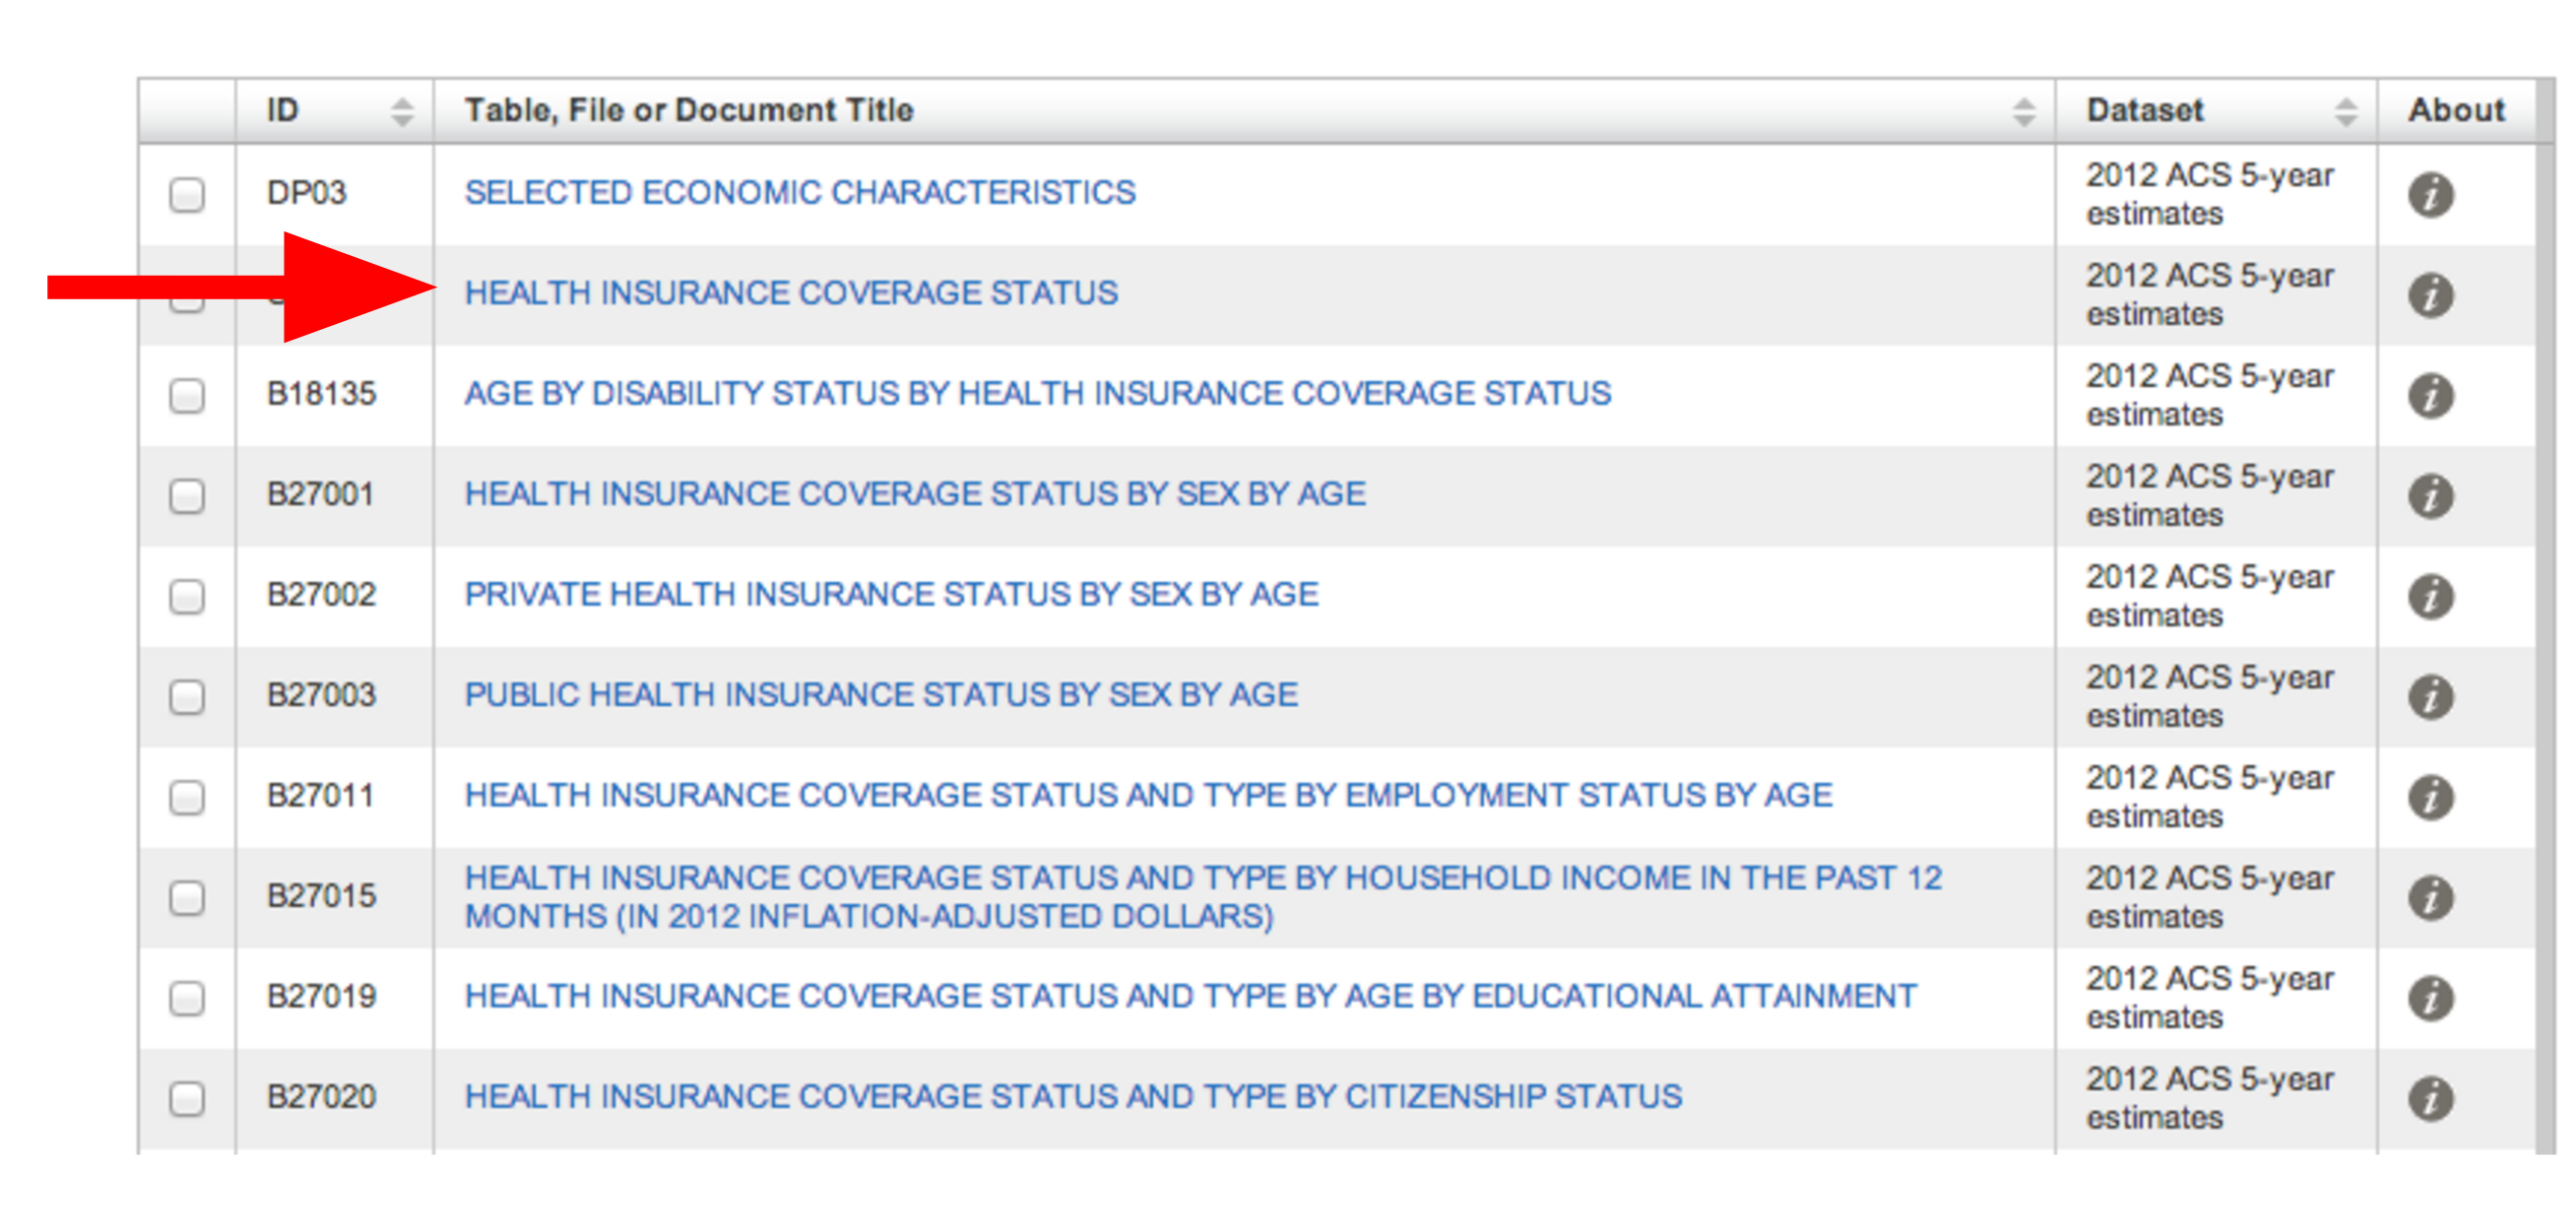 ID Table, File or Document Title Dataset About
DP03 SELECTED ECONOMIC CHARACTERISTICS 2012 ACS 5-year
estimates
HEALTH INSURANCE COVERAGE STATUS 2012 ACS 5-year
estimates
B18135 AGE BY DISABILITY STATUS BY HEALTH INSURANCE COVERAGE STATUS 2012 ACS 5-year
estimates
B27001 HEALTH INSURANCE COVERAGE STATUS BY SEX BY AGE 2012 ACS 5-year
estimates
B27002 PRIVATE HEALTH INSURANCE STATUS BY SEX BY AGE 2012 ACS 5-year
estimates
B27003 PUBLIC HEALTH INSURANCE STATUS BY SEX BY AGE 2012 ACS 5-year
estimates
B27011 HEALTH INSURANCE COVERAGE STATUS AND TYPE BY EMPLOYMENT STATUS BY AGE 2012 ACS 5-year
estimates
B27015 HEALTH INSURANCE COVERAGE STATUS AND TYPE BY HOUSEHOLD INCOME IN THE PAST 12 2012 ACS 5-year
MONTHS (IN 2012 INFLATION-ADJUSTED DOLLARS) estimates
B27019 HEALTH INSURANCE COVERAGE STATUS AND TYPE BY AGE BY EDUCATIONAL ATTAINMENT 2012 ACS 5-year
estimates
B27020 HEALTH INSURANCE COVERAGE STATUS AND TYPE BY CITIZENSHIP STATUS 2012 ACS 5-year
estimates